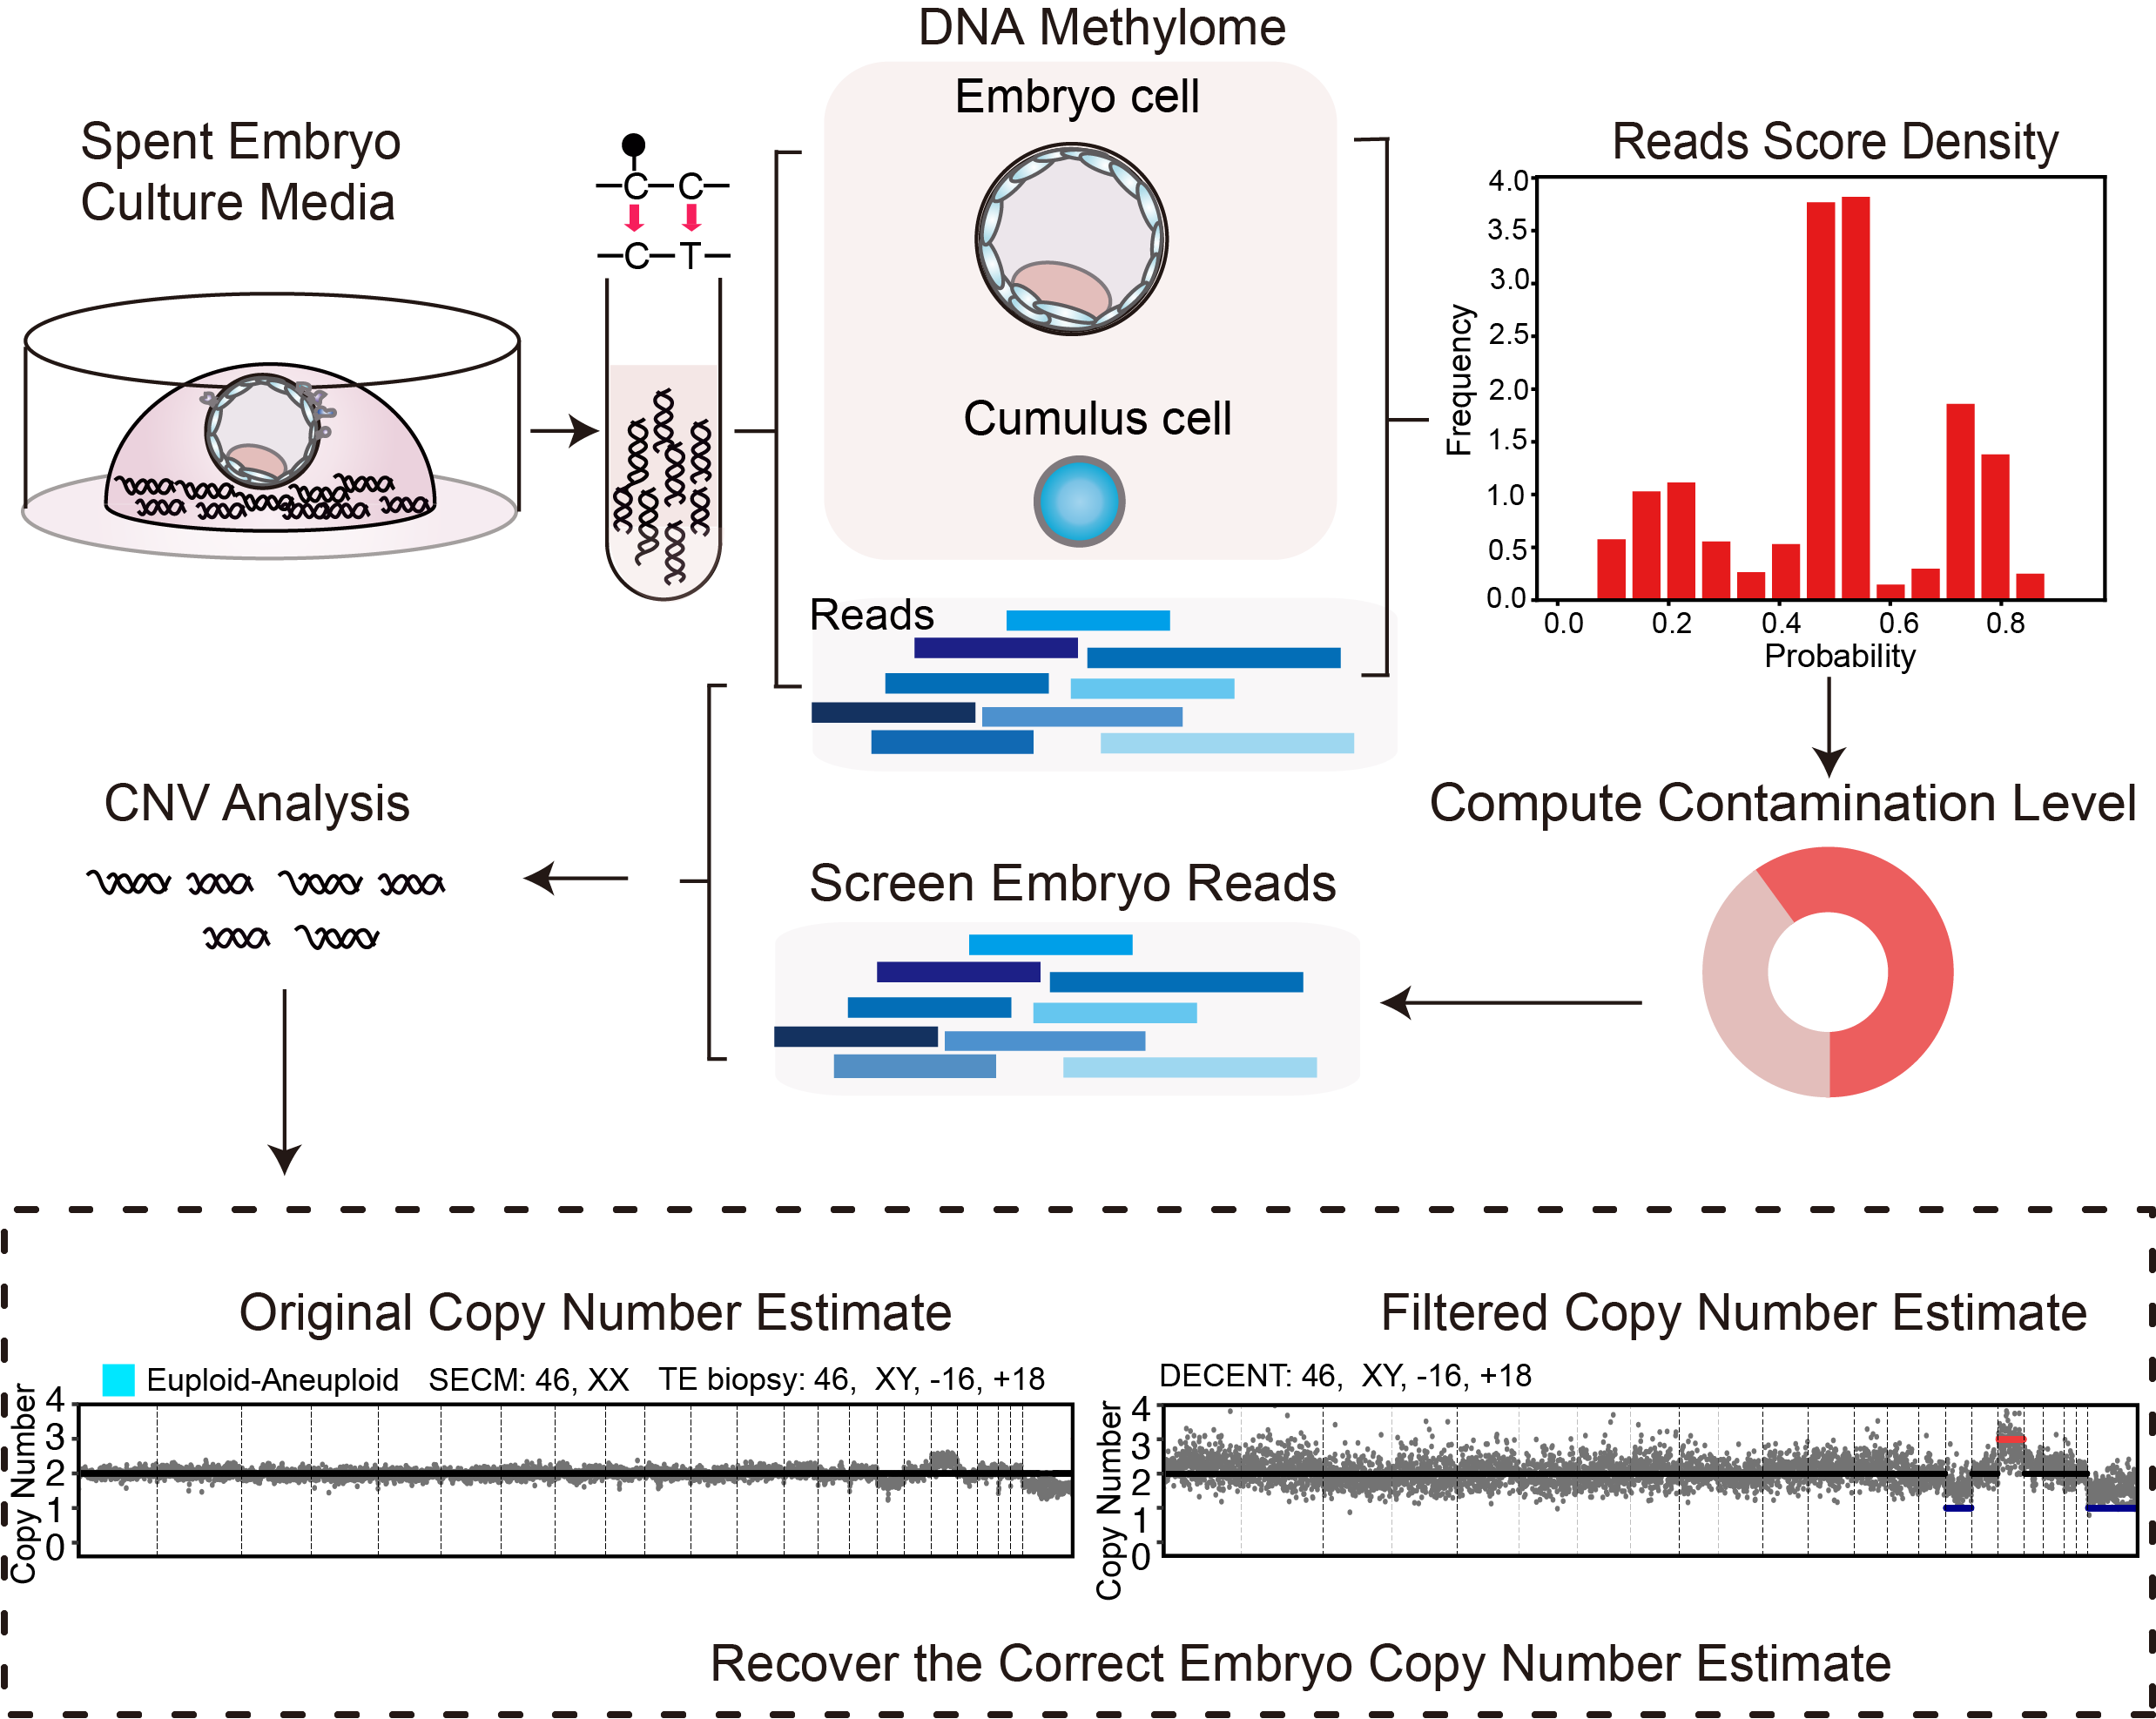 DNA Methylome
Embryo cell
Cumulus cell
Spent Embryo
Culture Media
C C
C T
Reads
Reads Score Density
Frequency
4.0
3.5
3.0
2.5
2.0
1.5
1.0
0.5
0.0
0.0 0.2 0.4 0.6 0.8
Probability
Compute Contamination Level
Screen Embryo Reads
CNV Analysis
Original Copy Number Estimate
Euploid-Aneuploid SECM: 46, XX TE biopsy: 46, XY, -16, +18
Copy Number
4
3
2
1
0
Filtered Copy Number Estimate
DECENT: 46, XY, -16, +18
Copy Number
4
3
2
1
0
Recover the Correct Embryo Copy Number Estimate